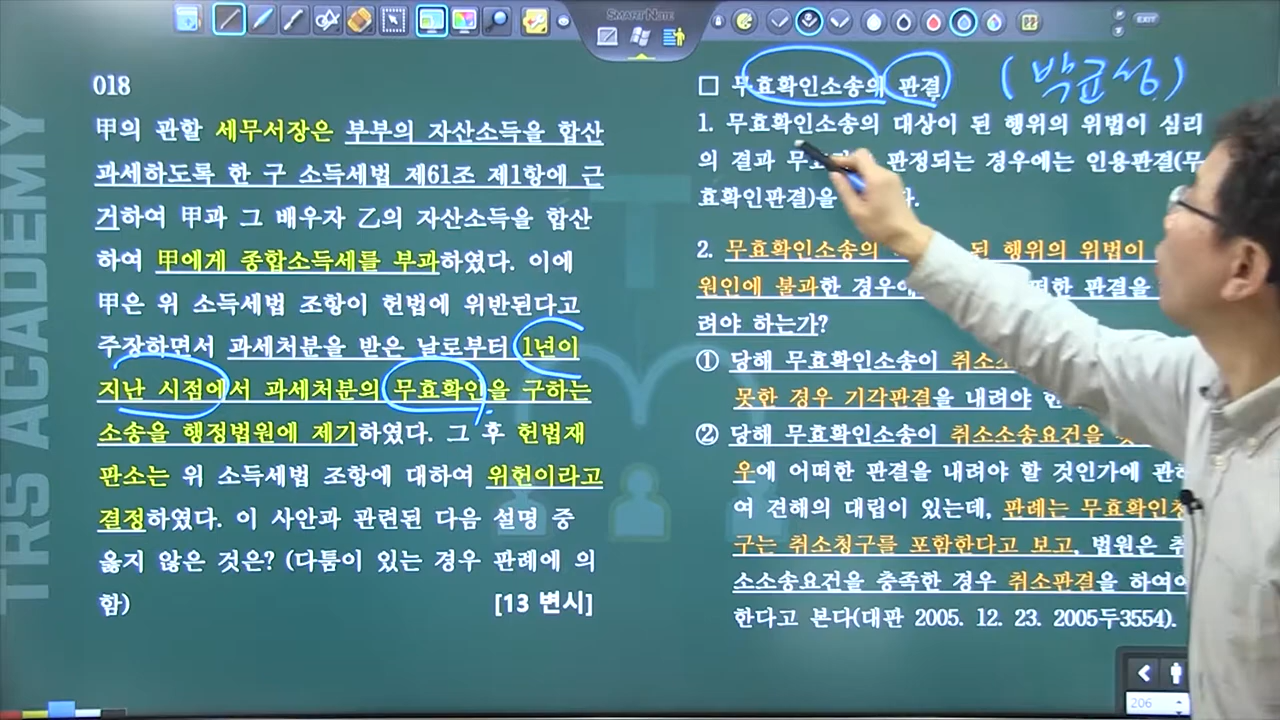 SMARTNOTE
EXIT
TRS ACADEMY
018
甲의 관할 세무서장은 부부의 자산소득을 합산
과세하도록 한 구 소득세법 제61조 제1항에 근
거하여 甲과 그 배우자 乙의 자산소득을 합산
하여 甲에게 종합소득세를 부과하였다. 이에
甲은 위 소득세법 조항이 헌법에 위반된다고
주장하면서 과세처분을 받은 날로부터 1년이
지난 시점에서 과세처분의 무효확인을 구하는
소송을 행정법원에 제기하였다. 그 후 헌법재
판소는 위 소득세법 조항에 대하여 위헌이라고
결정하였다. 이 사안과 관련된 다음 설명 중
옳지 않은 것은? (다툼이 있는 경우 판례에 의
함)
[13 변시]
□ 무효확인소송의 판결 (박균성)
1. 무효확인소송의 대상이 된 행위의 위법이 심리
의 결과 판정되는 경우에는 인용판결(무
효확인판결)을
2. 무효확인소송의 된 행위의 위법이
원인에 불과한 경우에 판결을
려야 하는가?
① 당해 무효확인소송이
못한 경우 기각판결을 내려야
② 당해 무효확인소송이 취소소송요건을
우에 어떠한 판결을 내려야 할 것인가에
여 견해의 대립이 있는데, 판례는 무효확인청
구는 취소청구를 포함한다고 보고, 법원은
소소송요건을 충족한 경우 취소판결을
한다고 본다(대판 2005. 12. 23. 2005두3554).
206